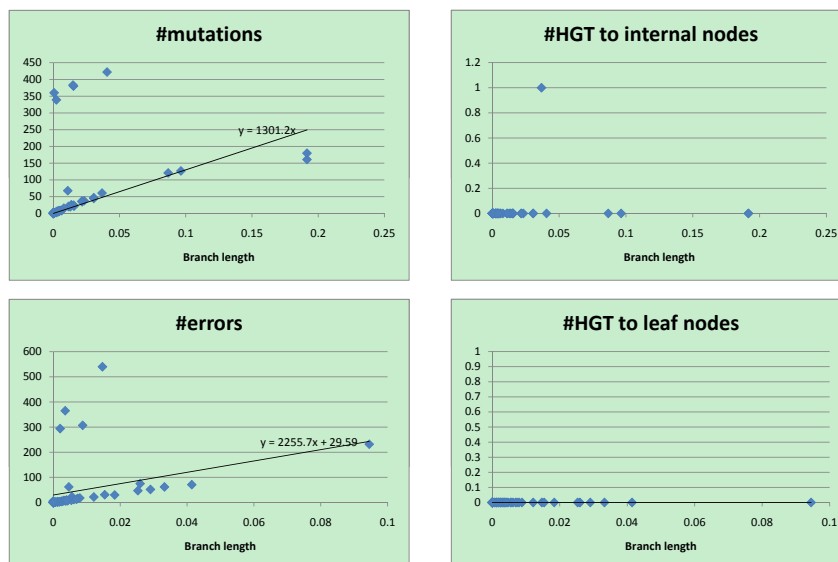 #mutations
450
400
350
300
250
200
150
100
50
0
y = 1301.2x
0 0.05 0.1 0.15 0.2 0.25
Branch length
#HGT to internal nodes
1.2
1
0.8
0.6
0.4
0.2
0
0 0.05 0.1 0.15 0.2 0.25
Branch length
#errors
600
500
400
300
200
100
0
y = 2255.7x + 29.59
0 0.02 0.04 0.06 0.08 0.1
Branch length
#HGT to leaf nodes
1
0.9
0.8
0.7
0.6
0.5
0.4
0.3
0.2
0.1
0
0 0.02 0.04 0.06 0.08 0.1
Branch length